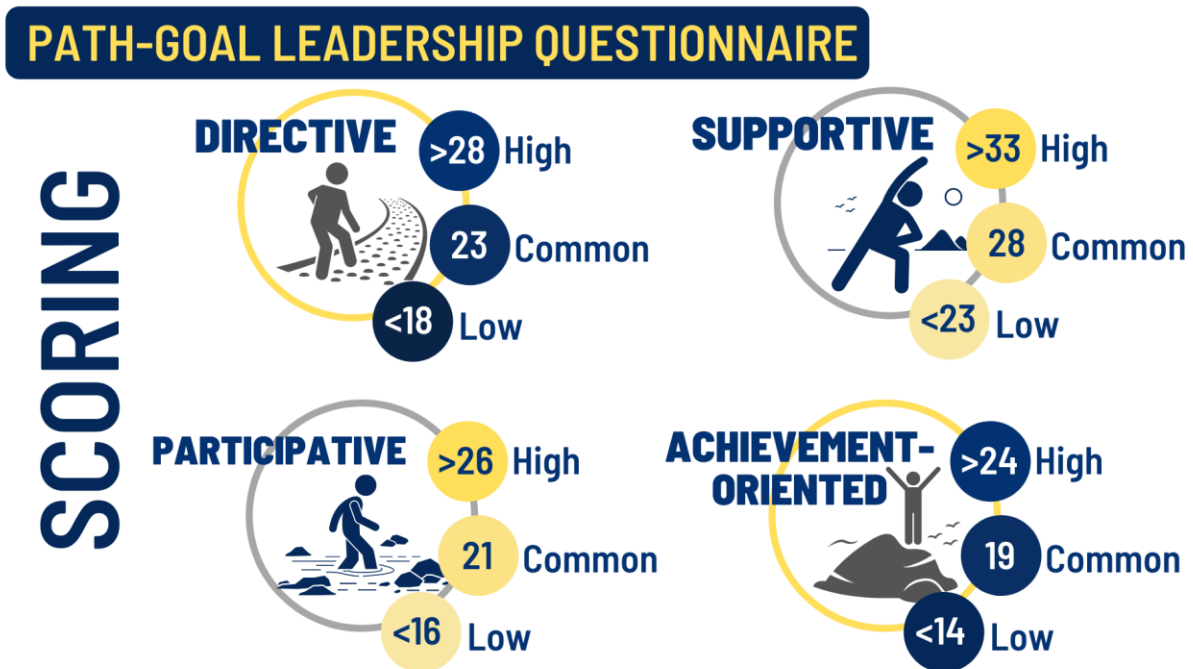 PATH-GOAL LEADERSHIP QUESTIONNAIRE
SCORING
DIRECTIVE
>28 High
23 Common
<18 Low
SUPPORTIVE
>33 High
28 Common
<23 Low
PARTICIPATIVE
>26 High
21 Common
<16 Low
ACHIEVEMENT-
ORIENTED
>24 High
19 Common
<14 Low